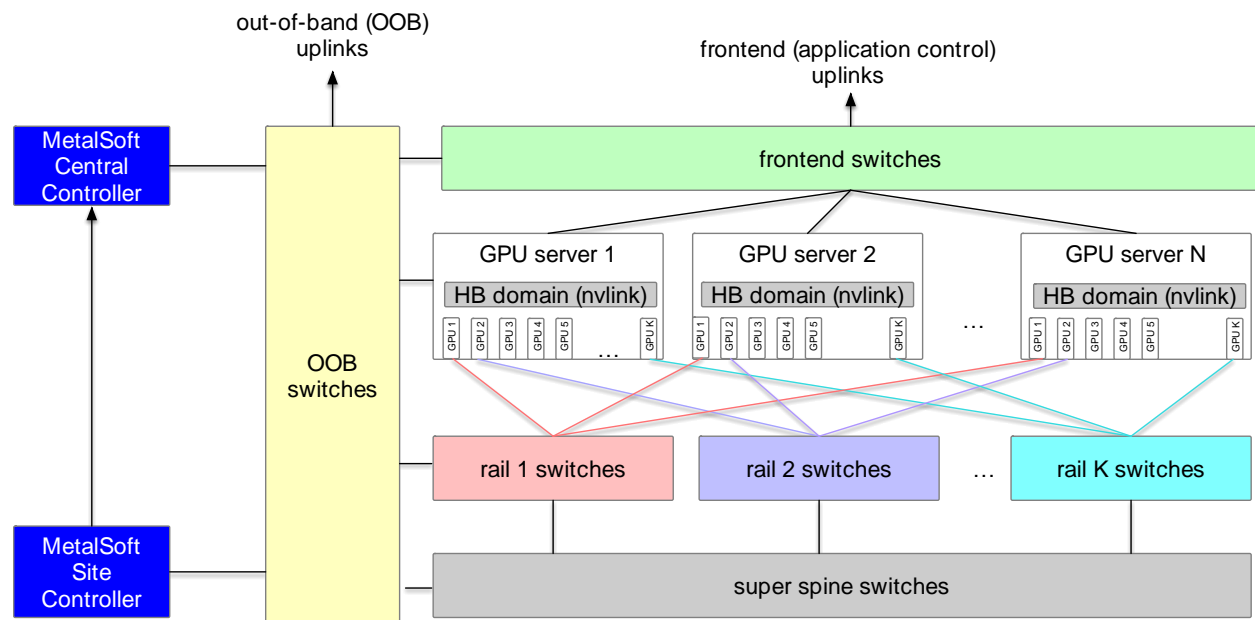 out-of-band (OOB)
uplinks
frontend (application control)
uplinks
MetalSoft
Central
Controller
frontend switches
GPU server 1
GPU server 2
GPU server N
HB domain (nvlink)
HB domain (nvlink)
HB domain (nvlink)
GPU 1
GPU 2
GPU 3
GPU 4
GPU 5
...
GPU K
GPU 1
GPU 2
GPU 3
GPU 4
GPU 5
GPU K
...
GPU 1
GPU 2
GPU 3
GPU 4
GPU 5
GPU K
OOB
switches
rail 1 switches
rail 2 switches
...
rail K switches
MetalSoft
Site
Controller
super spine switches